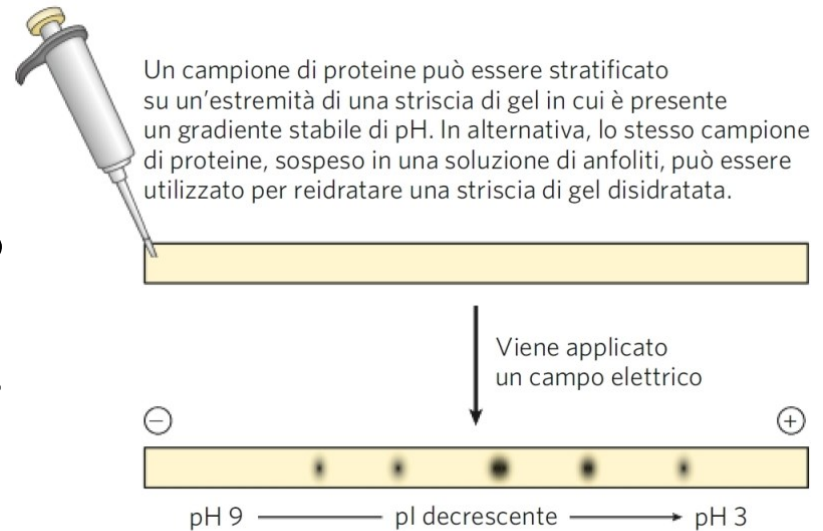 Un campione di proteine può essere stratificato
su un'estremità di una striscia di gel in cui è presente
un gradiente stabile di pH. In alternativa, lo stesso campione
di proteine, sospeso in una soluzione di anfoliti, può essere
utilizzato per reidratare una striscia di gel disidratata.
Viene applicato
un campo elettrico
− +
pH 9 pI decrescente pH 3